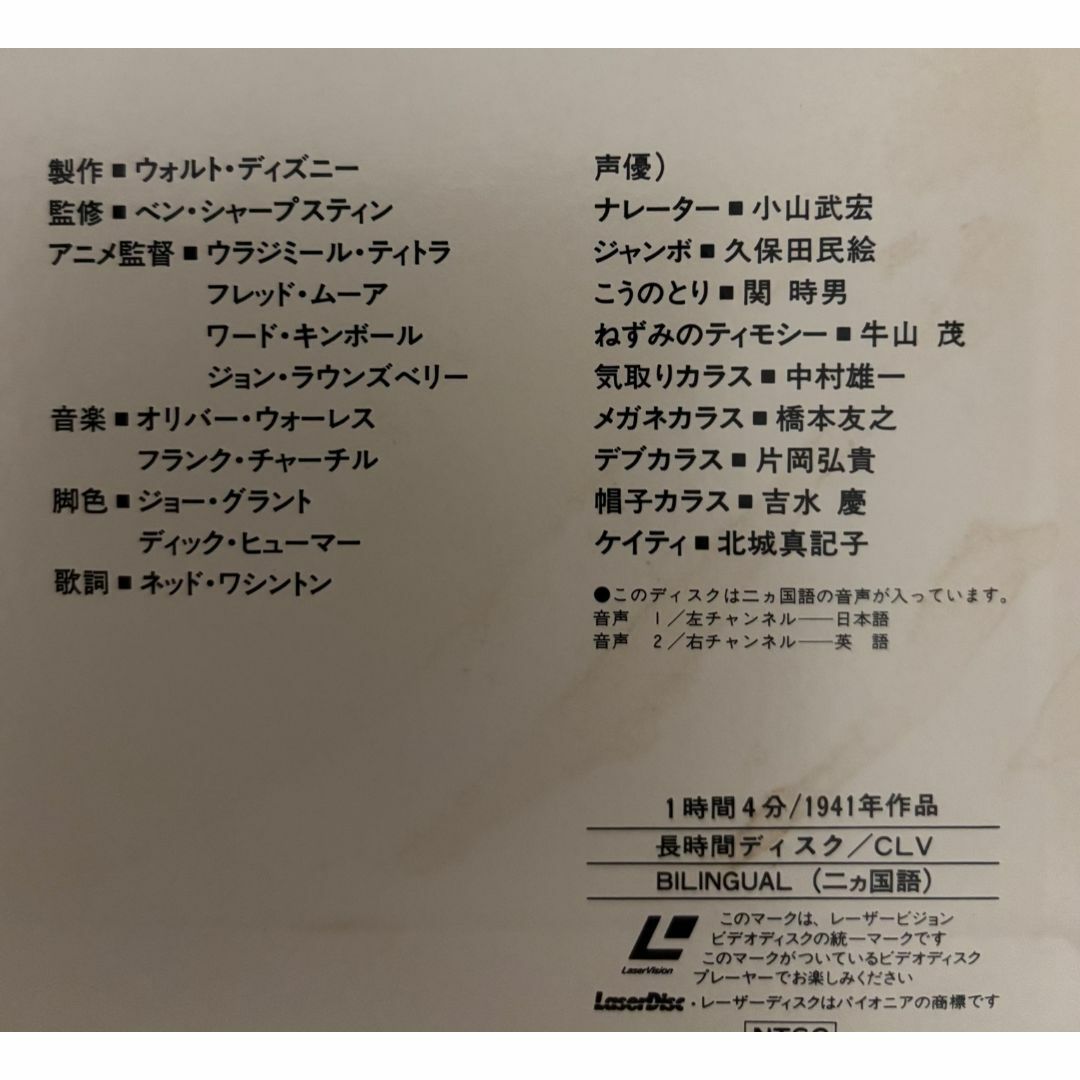 製作■ウォルト・ディズニー
監修■ベン・シャープスティン
アニメ監督■ウラジミール・ティトラ
フレッド・ムーア
ワード・キンボール
ジョン・ラウンズベリー
音楽■オリバー・ウォーレス
フランク・チャーチル
脚色■ジョー・グラント
ディック・ヒューマー
歌詞■ネッド・ワシントン
声優）
ナレーター■小山武宏
ジャンボ■久保田民絵
こうのとり■関 時男
ねずみのティモシー■牛山 茂
気取りカラス■中村雄一
メガネカラス■橋本友之
デブカラス■片岡弘貴
帽子カラス■吉水 慶
ケイティ■北城真記子
●このディスクは二ヵ国語の音声が入っています。
音声 1／左チャンネル──日本語
音声 2／右チャンネル──英 語
1時間4分/1941年作品
長時間ディスク／CLV
BILINGUAL（二ヵ国語）
このマークは、レーザービジョン
ビデオディスクの統一マークです
このマークがついているビデオディスク
プレーヤーでお楽しみください
LaserVision
LaserDisc・レーザーディスクはパイオニアの商標です
NTSC